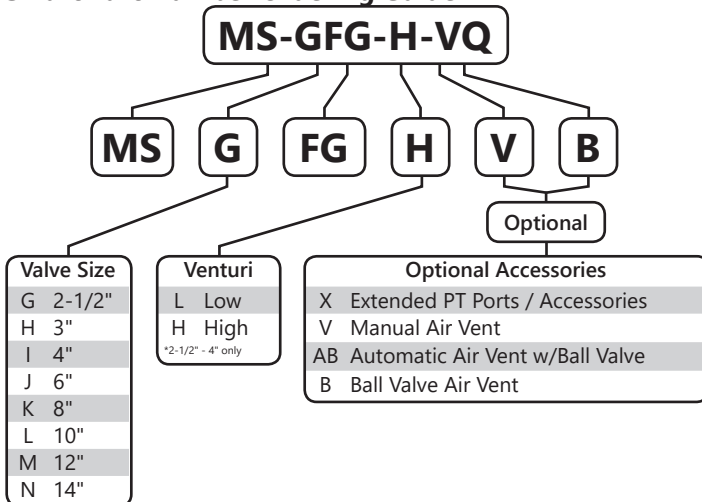 MS-GFG-H-VQ
MS G FG H V B
Optional
Valve Size
G 2-1/2"
H 3"
I 4"
J 6"
K 8"
L 10"
M 12"
N 14"
Venturi
L Low
H High
*2-1/2" - 4" only
Optional Accessories
X Extended PT Ports / Accessories
V Manual Air Vent
AB Automatic Air Vent w/Ball Valve
B Ball Valve Air Vent